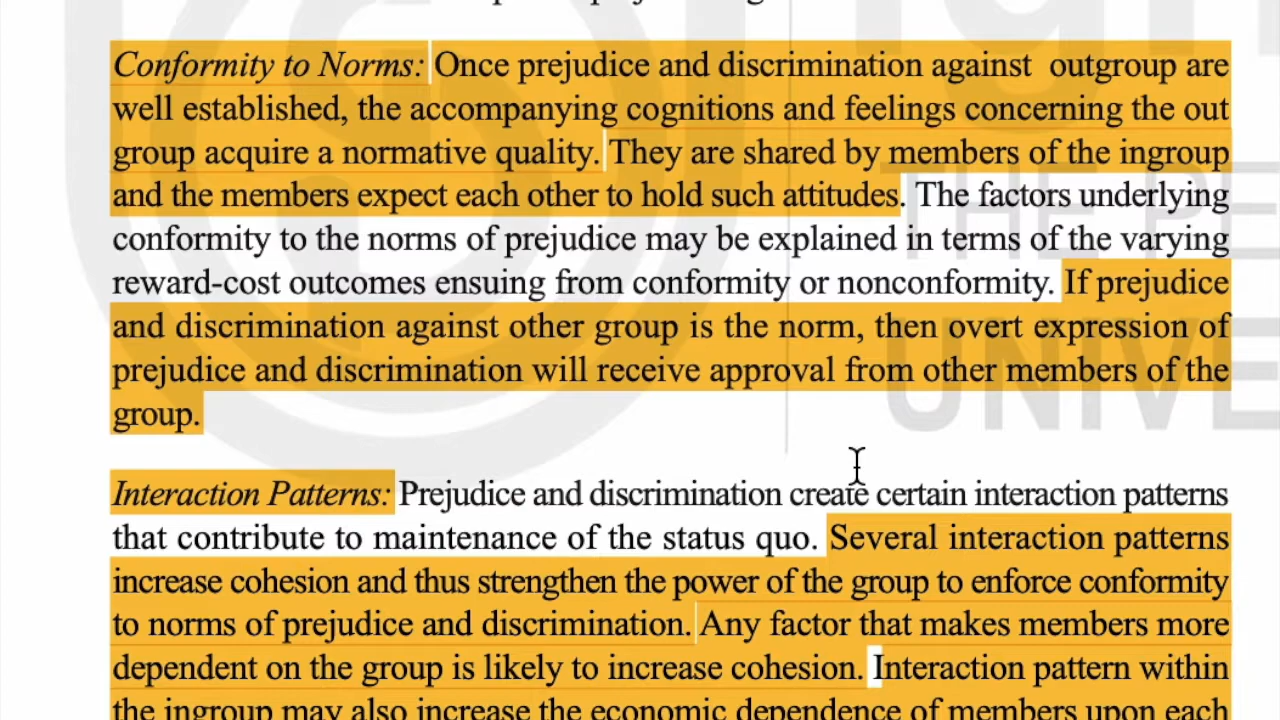 Conformity to Norms: Once prejudice and discrimination against outgroup are
well established, the accompanying cognitions and feelings concerning the out
group acquire a normative quality. They are shared by members of the ingroup
and the members expect each other to hold such attitudes. The factors underlying
conformity to the norms of prejudice may be explained in terms of the varying
reward-cost outcomes ensuing from conformity or nonconformity. If prejudice
and discrimination against other group is the norm, then overt expression of
prejudice and discrimination will receive approval from other members of the
group.
Interaction Patterns: Prejudice and discrimination create certain interaction patterns
that contribute to maintenance of the status quo. Several interaction patterns
increase cohesion and thus strengthen the power of the group to enforce conformity
to norms of prejudice and discrimination. Any factor that makes members more
dependent on the group is likely to increase cohesion. Interaction pattern within
the ingroup may also increase the economic dependence of members upon each
THE PE
UNIVE